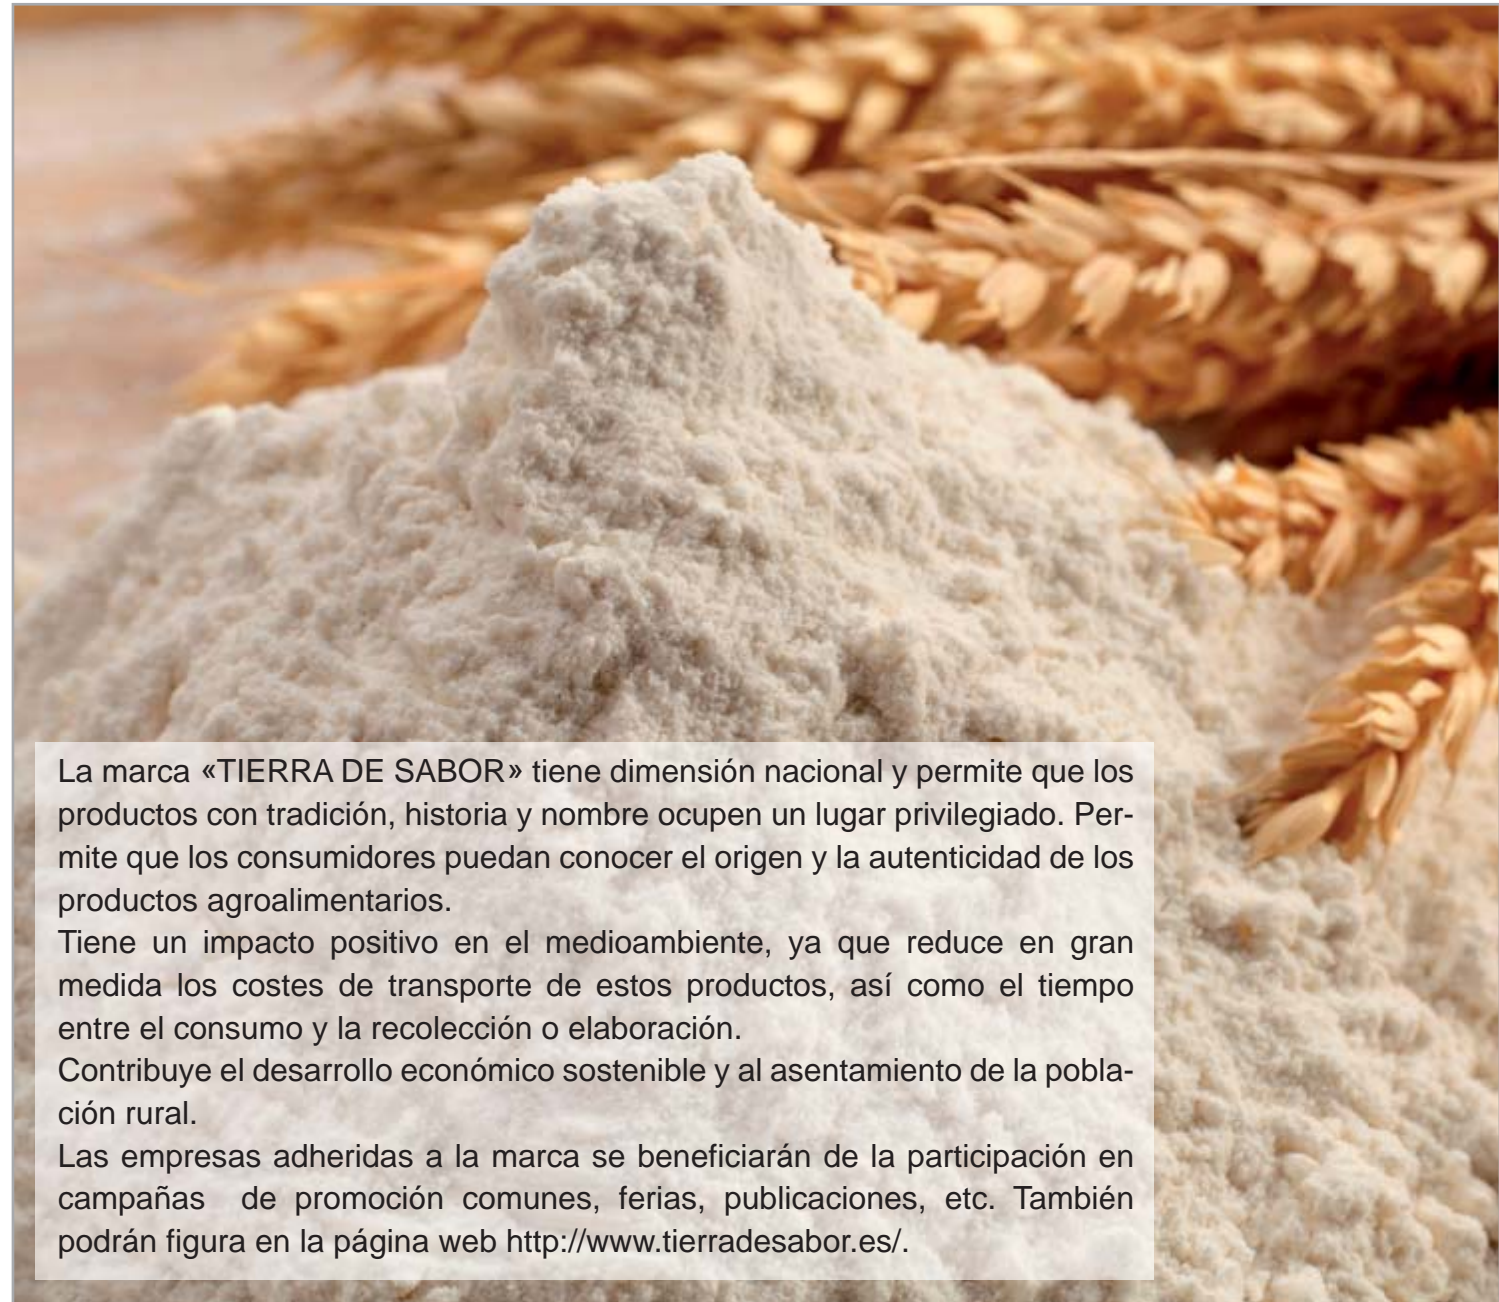 La marca «TIERRA DE SABOR» tiene dimensión nacional y permite que los
productos con tradición, historia y nombre ocupen un lugar privilegiado. Per-
mite que los consumidores puedan conocer el origen y la autenticidad de los
productos agroalimentarios.
Tiene un impacto positivo en el medioambiente, ya que reduce en gran
medida los costes de transporte de estos productos, así como el tiempo
entre el consumo y la recolección o elaboración.
Contribuye el desarrollo económico sostenible y al asentamiento de la pobla-
ción rural.
Las empresas adheridas a la marca se beneficiarán de la participación en
campañas  de promoción comunes, ferias, publicaciones, etc. También
podrán figura en la página web http://www.tierradesabor.es/.